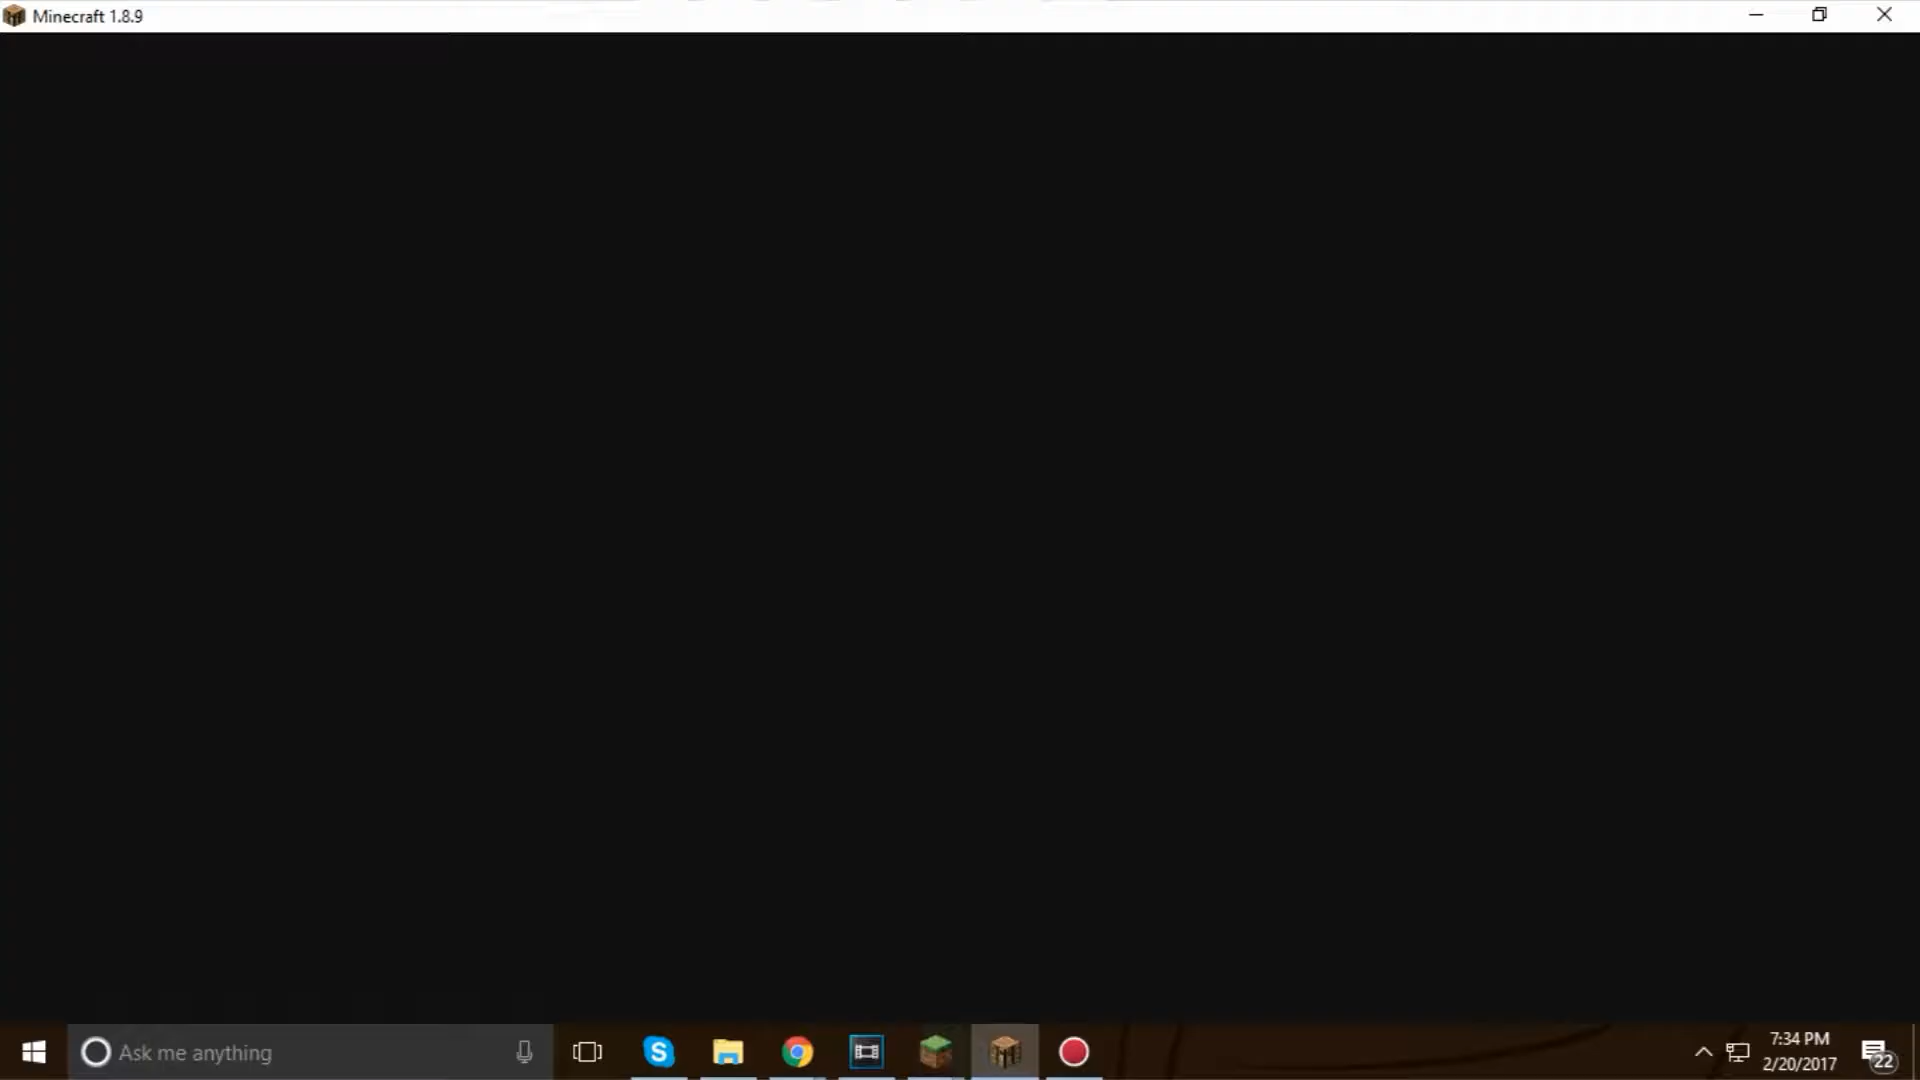 Minecraft 1.8.9
Ask me anything
S
7:34 PM
2/20/2017
22